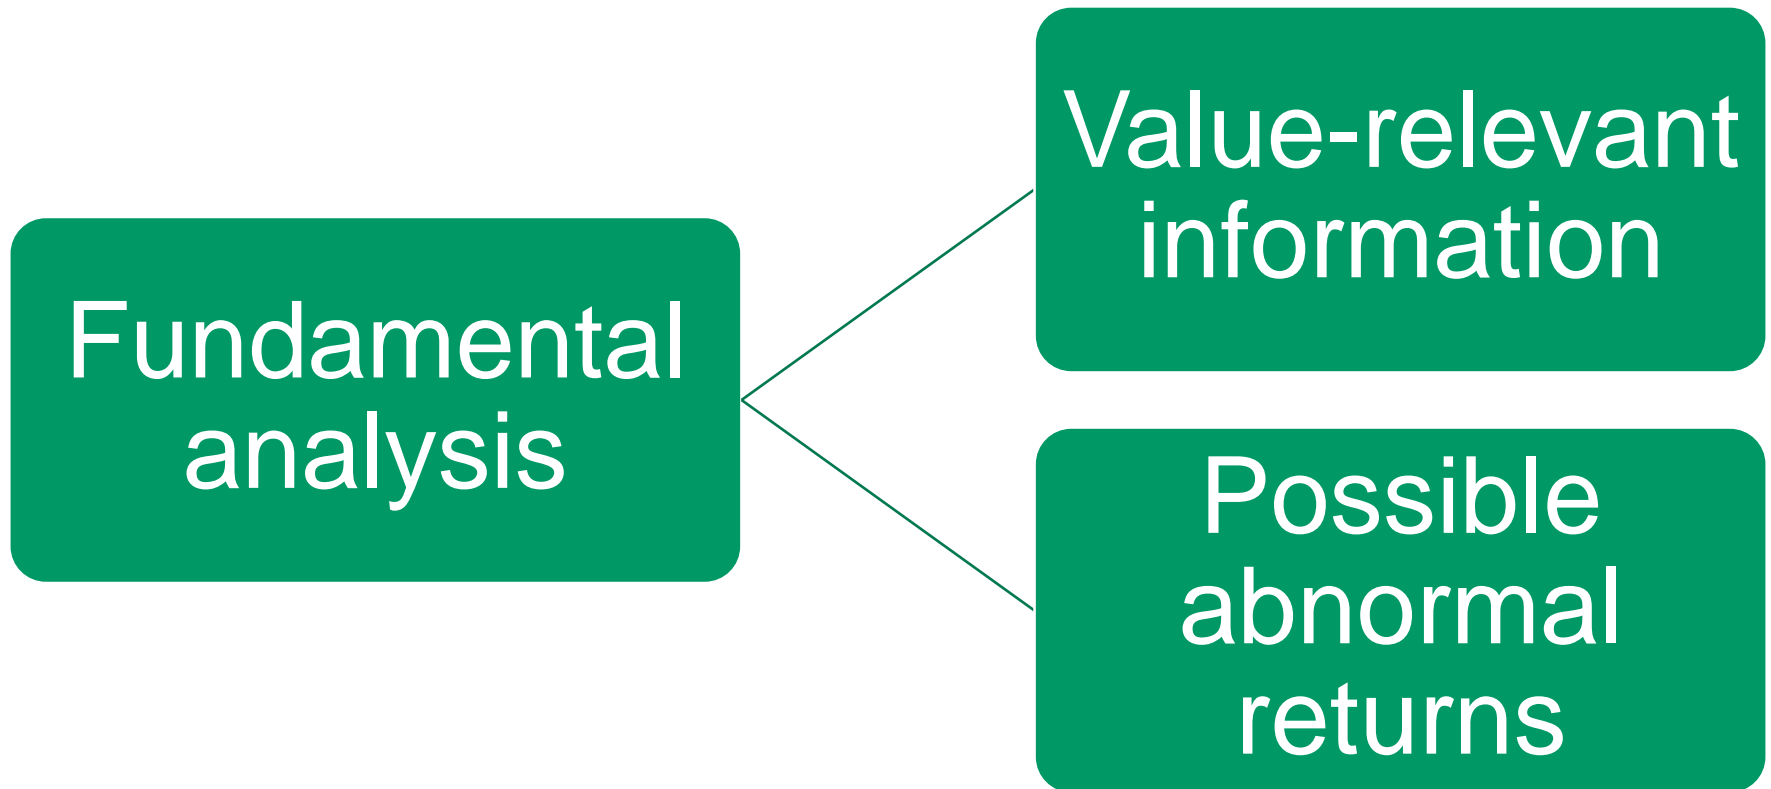 Fundamental
analysis
Value-relevant
information
Possible
abnormal
returns